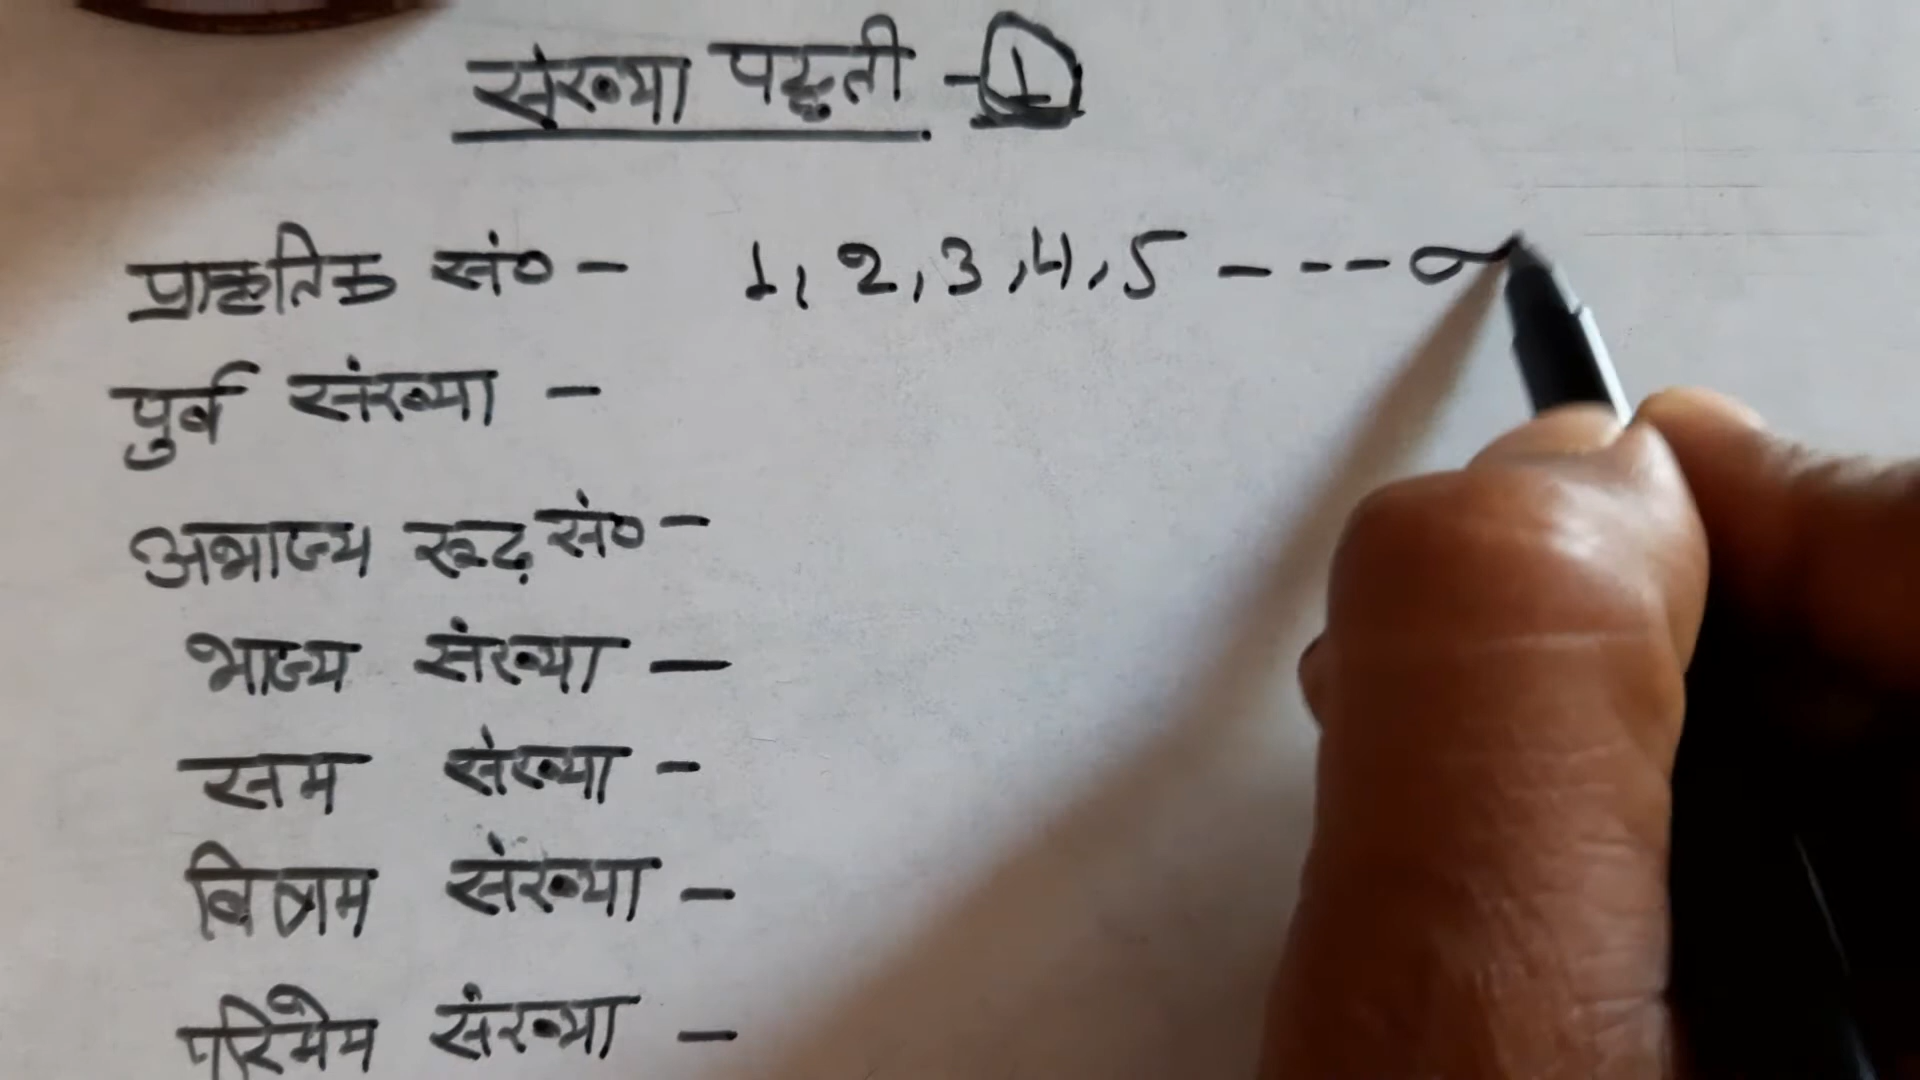 संख्या पद्धती - 1
प्राकृतिक सं० - 1, 2, 3, 4, 5 - - - ∞
पुर्व संख्या -
अभाज्य रूढ़ सं० -
भाज्य संख्या -
सम संख्या -
विषम संख्या -
परिमेय संख्या -